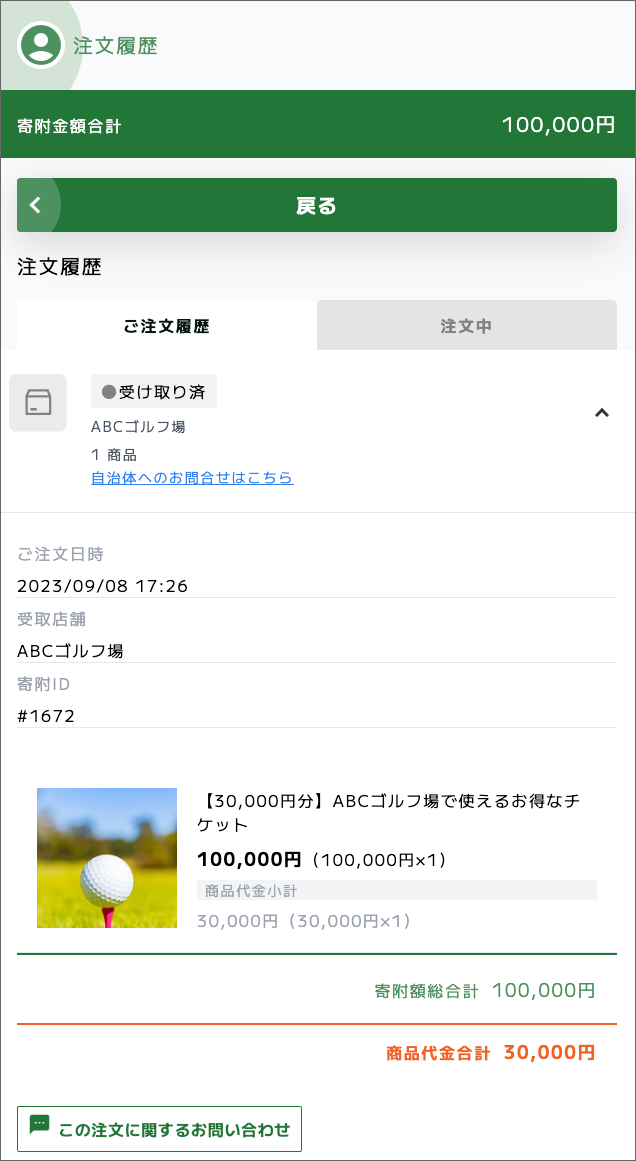 注文履歴
寄附金額合計 100,000円
戻る
注文履歴
ご注文履歴 注文中
受け取り済
ABCゴルフ場
1 商品
自治体へのお問合せはこちら
ご注文日時
2023/09/08 17:26
受取店舗
ABCゴルフ場
寄附ID
#1672
【30,000円分】ABCゴルフ場で使えるお得なチ
ケット
100,000円（100,000円×1）
商品代金小計
30,000円（30,000円×1）
寄附額総合計 100,000円
商品代金合計 30,000円
この注文に関するお問い合わせ